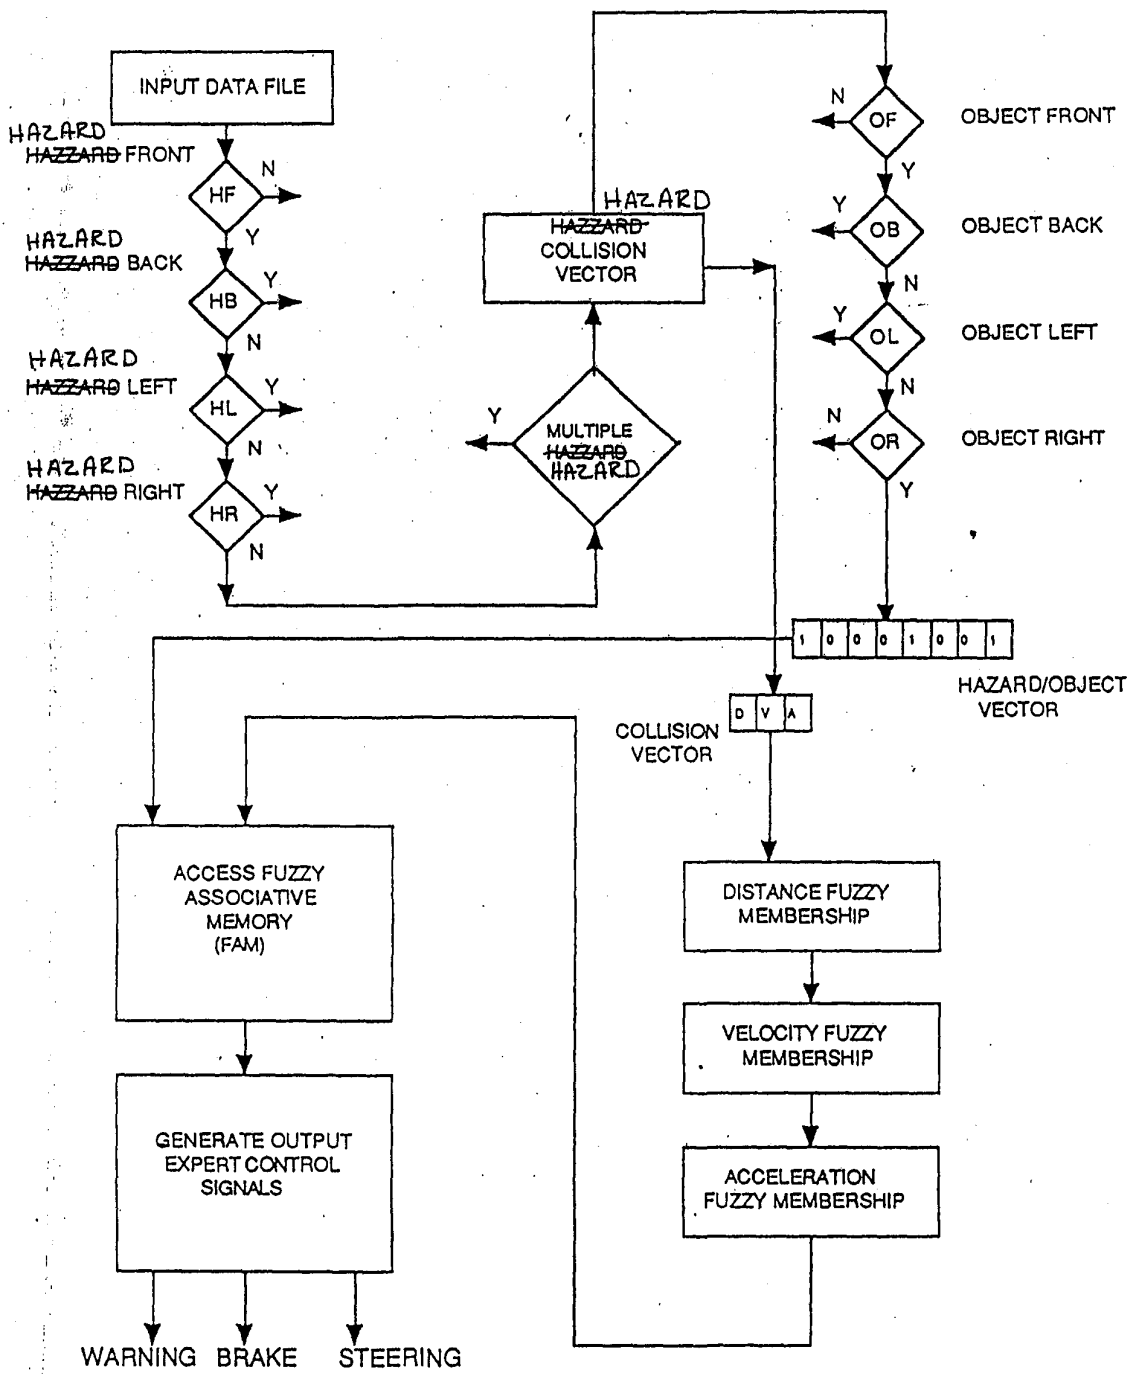 INPUT DATA FILE
HAZARD
HAZZARD FRONT
HF
N
Y
HAZARD
HAZZARD BACK
HB
Y
N
HAZARD
HAZZARD LEFT
HL
Y
N
HAZARD
HAZZARD RIGHT
HR
Y
N
HAZARD
HAZZARD
COLLISION
VECTOR
Y
MULTIPLE
HAZZARD
HAZARD
N
OF
OBJECT FRONT
Y
Y
OB
OBJECT BACK
N
Y
OL
OBJECT LEFT
N
N
OR
OBJECT RIGHT
Y
1 0 0 0 1 0 0 1
HAZARD/OBJECT
VECTOR
D V A
COLLISION
VECTOR
ACCESS FUZZY
ASSOCIATIVE
MEMORY
(FAM)
DISTANCE FUZZY
MEMBERSHIP
VELOCITY FUZZY
MEMBERSHIP
ACCELERATION
FUZZY MEMBERSHIP
GENERATE OUTPUT
EXPERT CONTROL
SIGNALS
WARNING BRAKE STEERING